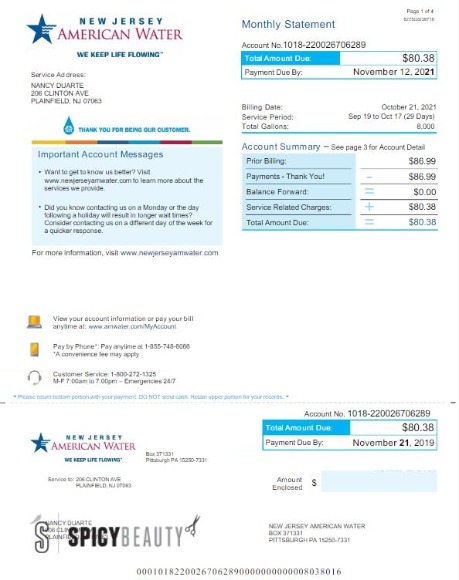 NEW JERSEY
AMERICAN WATER
WE KEEP LIFE FLOWING™
Page 1 of 4
Monthly Statement
Account No. 1018-220026706289
Total Amount Due: $80.38
Payment Due By: November 12, 2021
Service Address:
NANCY DUARTE
206 CLINTON AVE
PLAINFIELD, NJ 07063
Billing Date: October 21, 2021
Service Period: Sep 19 to Oct 17 (29 Days)
Total Gallons: 8,000
THANK YOU FOR BEING OUR CUSTOMER.
Important Account Messages
• Want to get to know us better? Visit
www.newjerseyamwater.com to learn more about the
services we provide.
• Did you know contacting us on a Monday or the day
following a holiday will result in longer wait times?
Consider contacting us on a different day of the week for
a quicker response.
For more information, visit www.newjerseyamwater.com
Account Summary – See page 3 for Account Detail
Prior Billing: $86.99
Payments - Thank You! - $86.99
Balance Forward: = $0.00
Service Related Charges: + $80.38
Total Amount Due: = $80.38
View your account information or pay your bill
anytime at: www.amwater.com/MyAccount
Pay by Phone*: Pay anytime at 1-855-748-6066
*A convenience fee may apply
Customer Service: 1-800-272-1325
M-F 7:00am to 7:00pm – Emergencies 24/7
* Please return bottom portion with your payment. DO NOT send cash. Retain upper portion for your records. *
Account No. 1018-220026706289
Total Amount Due: $80.38
Payment Due By: November 21, 2019
NEW JERSEY
AMERICAN WATER
WE KEEP LIFE FLOWING™
Box 371331
Pittsburgh PA 15250-7331
Service to: 206 CLINTON AVE
PLAINFIELD, NJ 07063
Amount
Enclosed $
NANCY DUARTE
SPICYBEAUTY
NEW JERSEY AMERICAN WATER
BOX 371331
PITTSBURGH PA 15250-7331
000101822002670628900000000000008038016